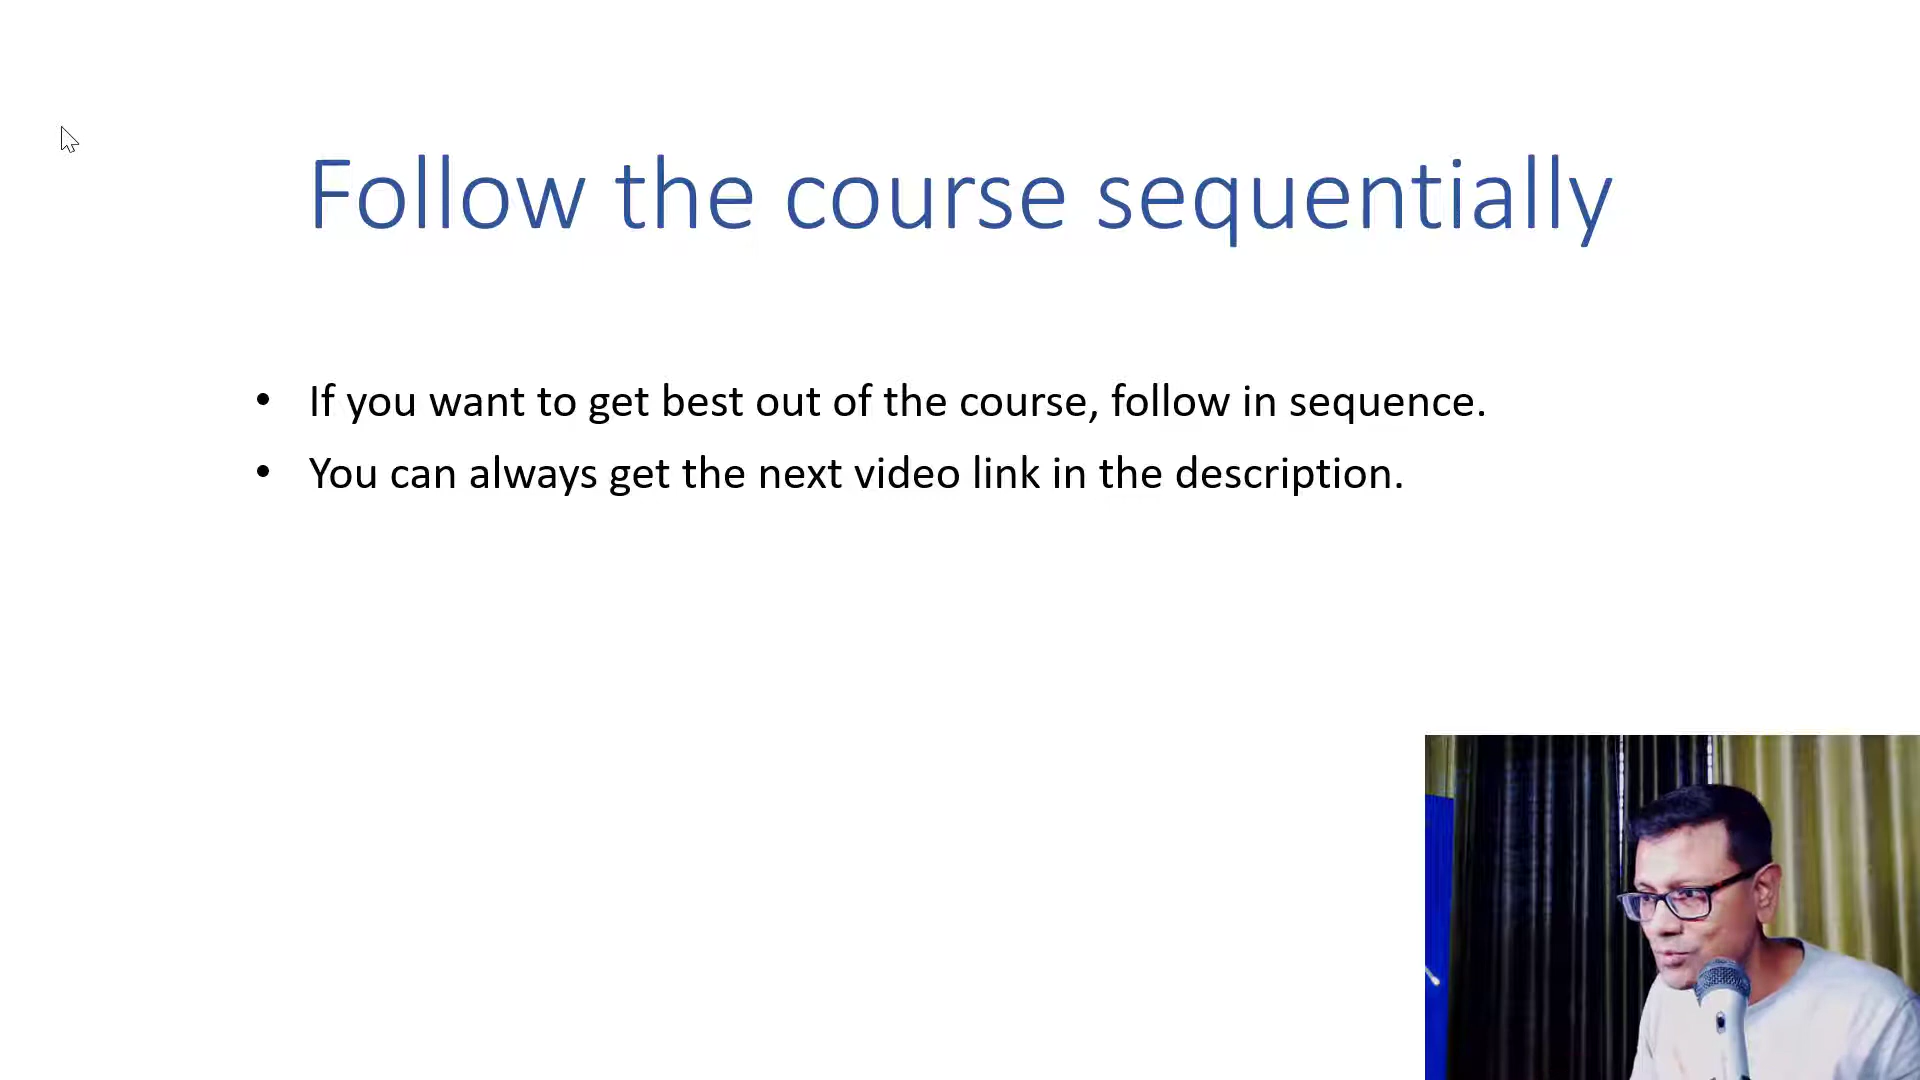 Follow the course sequentially
• If you want to get best out of the course, follow in sequence.
• You can always get the next video link in the description.